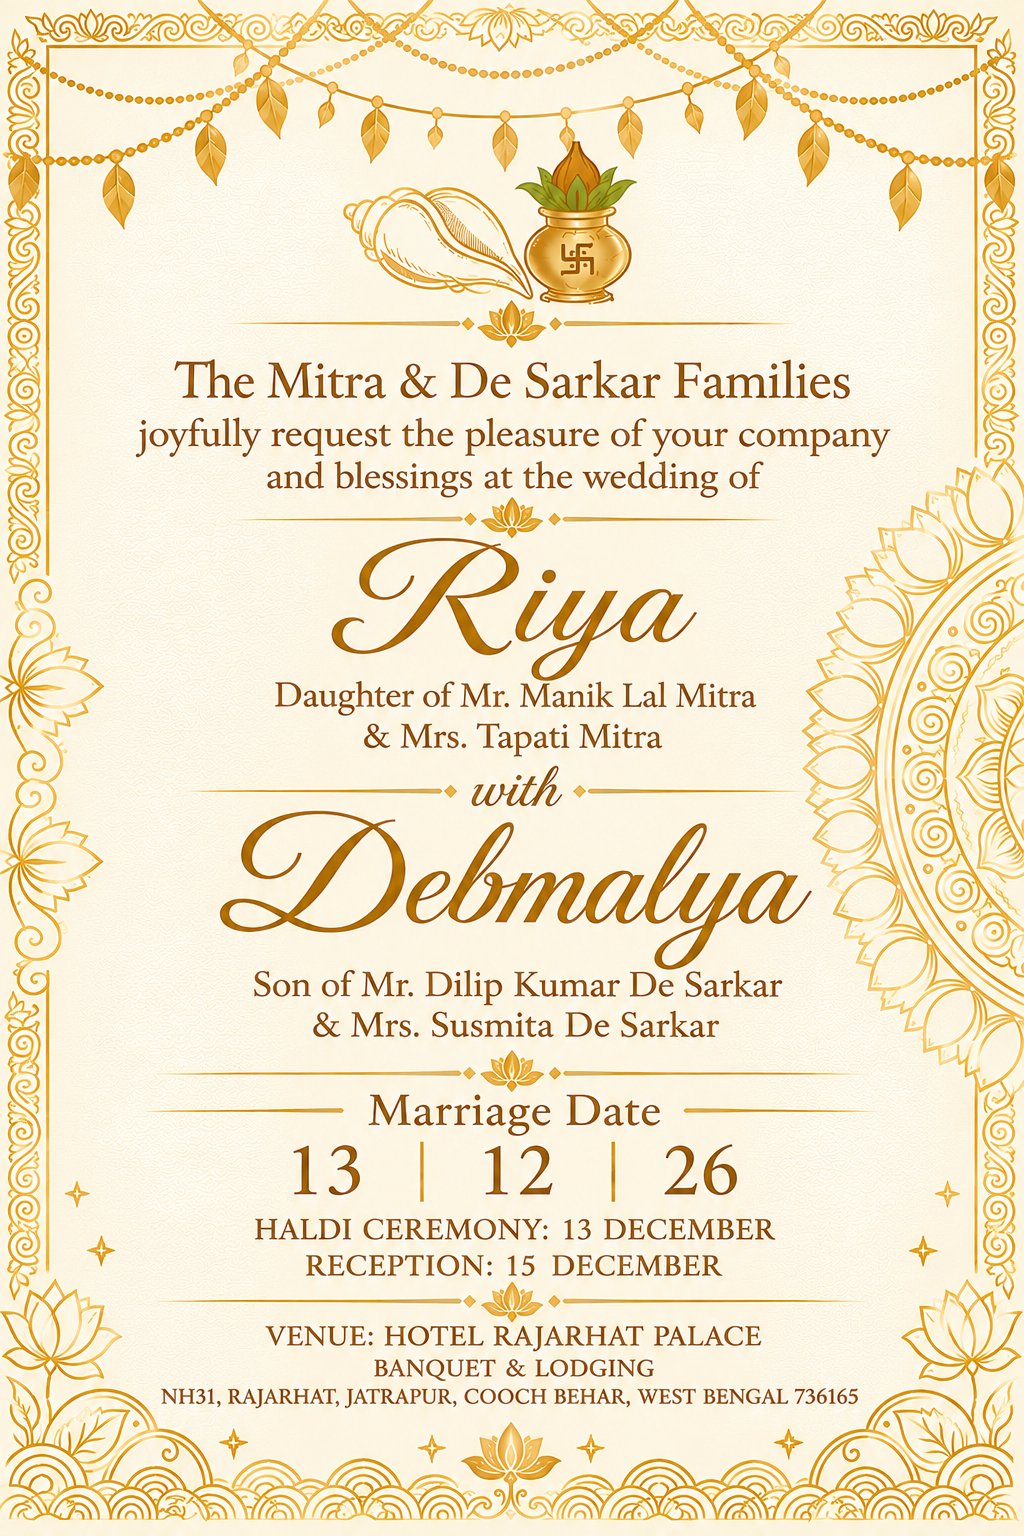 The Mitra & De Sarkar Families
joyfully request the pleasure of your company
and blessings at the wedding of
Riya
Daughter of Mr. Manik Lal Mitra
& Mrs. Tapati Mitra
with
Debmalya
Son of Mr. Dilip Kumar De Sarkar
& Mrs. Susmita De Sarkar
Marriage Date
13 | 12 | 26
HALDI CEREMONY: 13 DECEMBER
RECEPTION: 15 DECEMBER
VENUE: HOTEL RAJARHAT PALACE
BANQUET & LODGING
NH31, RAJARHAT, JATRAPUR, COOCH BEHAR, WEST BENGAL 736165